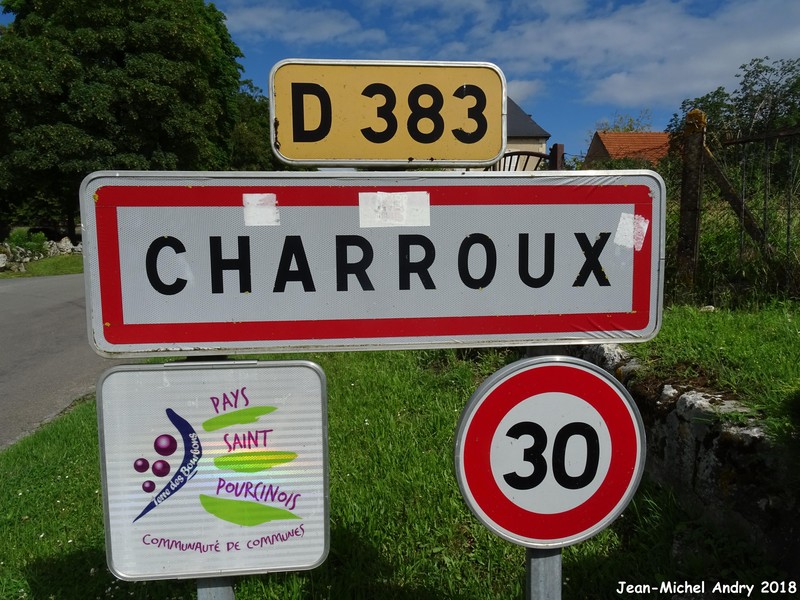 D 383
CHARROUX
PAYS
SAINT
POURCINOIS
Terre des Bourbons
COMMUNAUTÉ DE COMMUNES
30
Jean-Michel Andry 2018